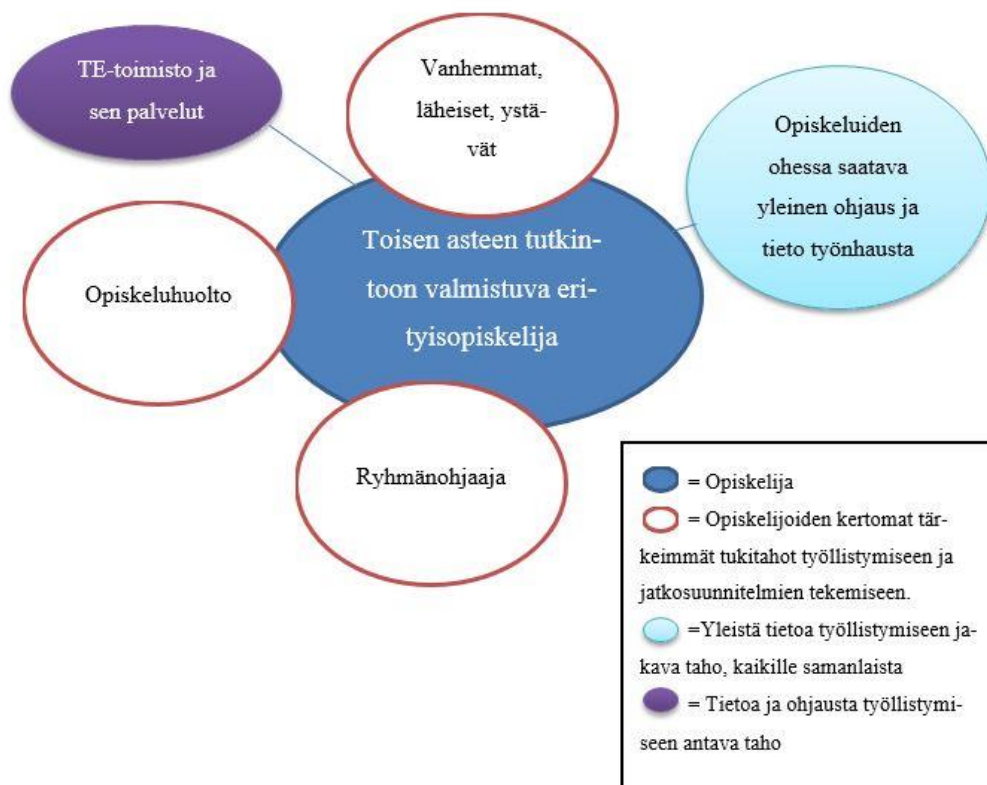 TE-toimisto ja
sen palvelut
Vanhemmat,
läheiset, ystä-
vät
Opiskeluiden
ohessa saatava
yleinen ohjaus ja
tieto työnhausta
Toisen asteen tutkin-
toon valmistuva eri-
tyisopiskelija
Opiskeluhuolto
Ryhmänohjaaja
= Opiskelija
= Opiskelijoiden kertomat tär-
keimmät tukitahot työllistymiseen ja
jatkosuunnitelmien tekemiseen.
=Yleistä tietoa työllistymiseen ja-
kava taho, kaikille samanlaista
= Tietoa ja ohjausta työllistymi-
seen antava taho